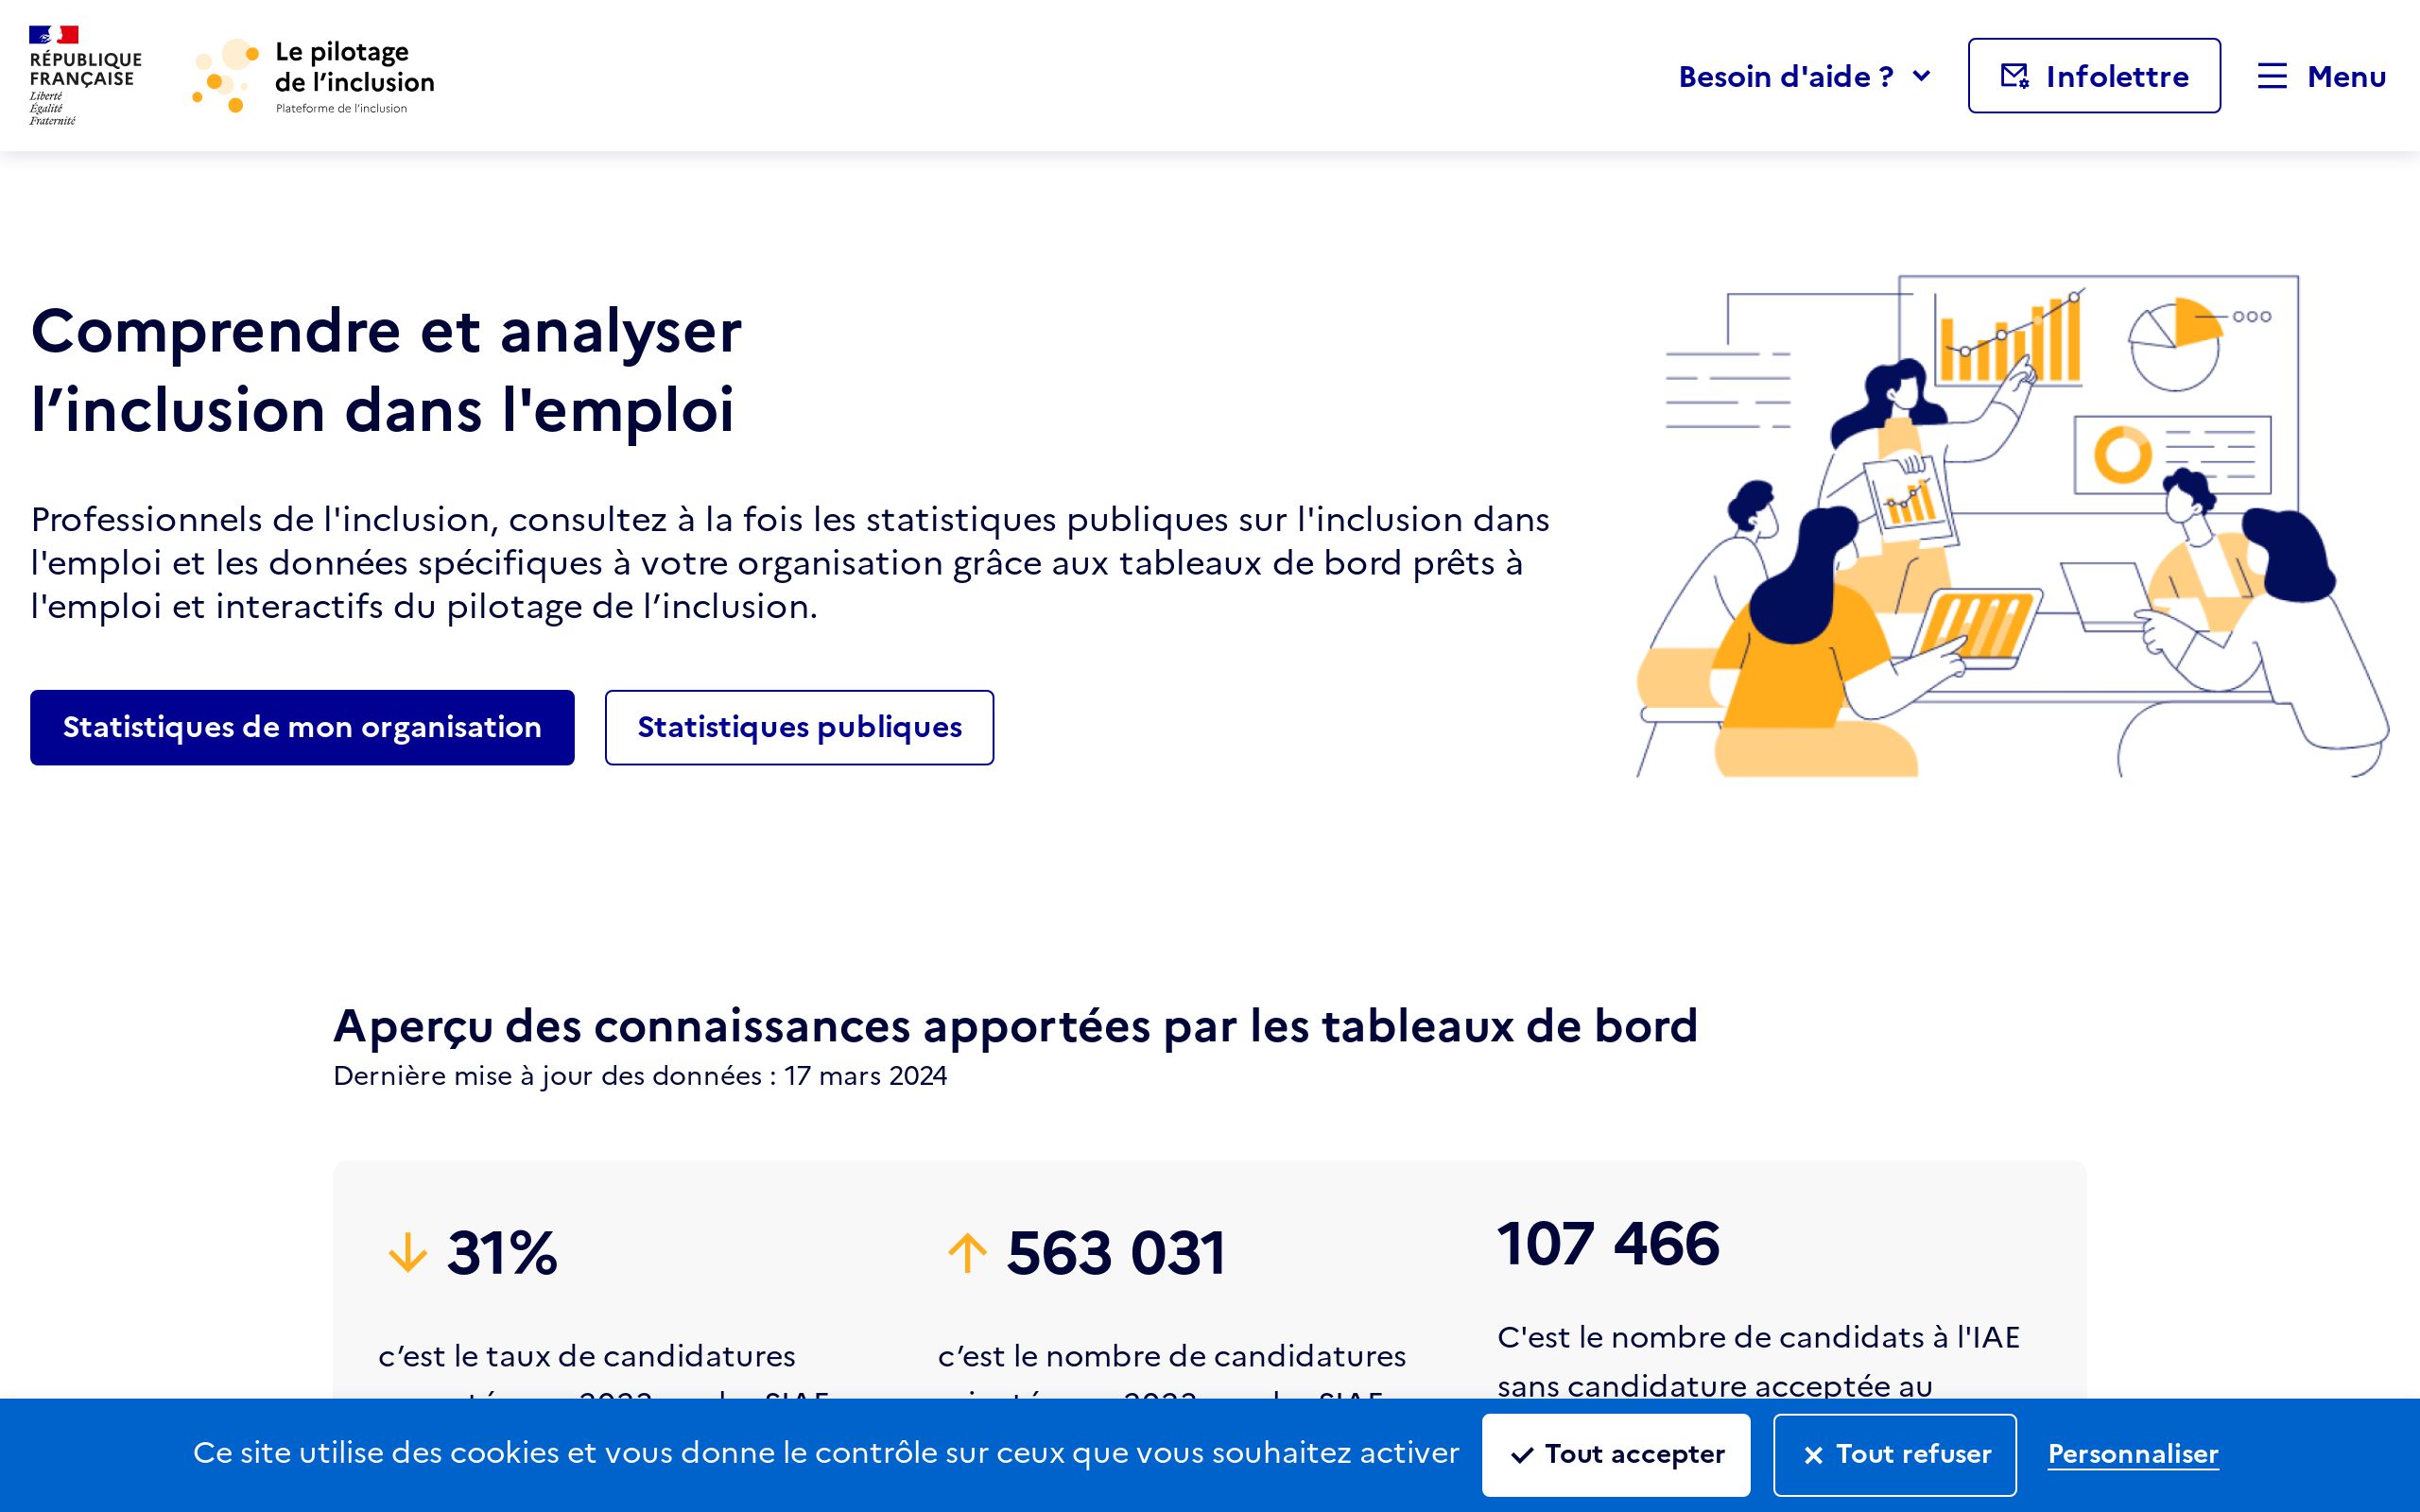 RÉPUBLIQUE
FRANÇAISE
Liberté
Égalité
Fraternité
Le pilotage
de l’inclusion
Plateforme de l’inclusion
Besoin d'aide ?
Infolettre
Menu
Comprendre et analyser
l’inclusion dans l'emploi
Professionnels de l'inclusion, consultez à la fois les statistiques publiques sur l'inclusion dans
l'emploi et les données spécifiques à votre organisation grâce aux tableaux de bord prêts à
l'emploi et interactifs du pilotage de l’inclusion.
Statistiques de mon organisation
Statistiques publiques
Aperçu des connaissances apportées par les tableaux de bord
Dernière mise à jour des données : 17 mars 2024
31%
c’est le taux de candidatures
563 031
c’est le nombre de candidatures
107 466
C'est le nombre de candidats à l'IAE
sans candidature acceptée au
Ce site utilise des cookies et vous donne le contrôle sur ceux que vous souhaitez activer
Tout accepter
Tout refuser
Personnaliser